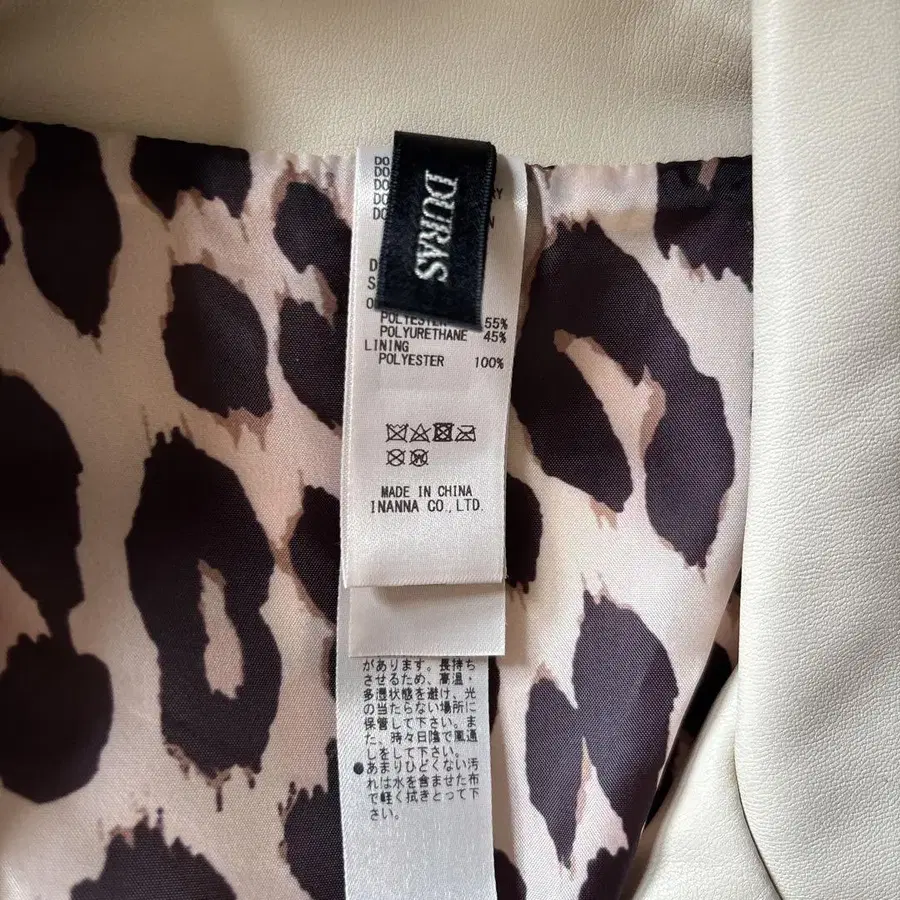 DO
DO
DO
DO
DO
DURAS
POLYESTER 55%
POLYURETHANE 45%
LINING
POLYESTER 100%
W
MADE IN CHINA
INANNA CO.,LTD.
があります。長持ち
させるため、高温・
多湿状態を避け、光
の当たらない場所に
保管して下さい。ま
た、時々日陰で風通
しをして下さい。
●あまりひどくない汚
れは水を含ませた布
で軽く拭きとって下
さい。